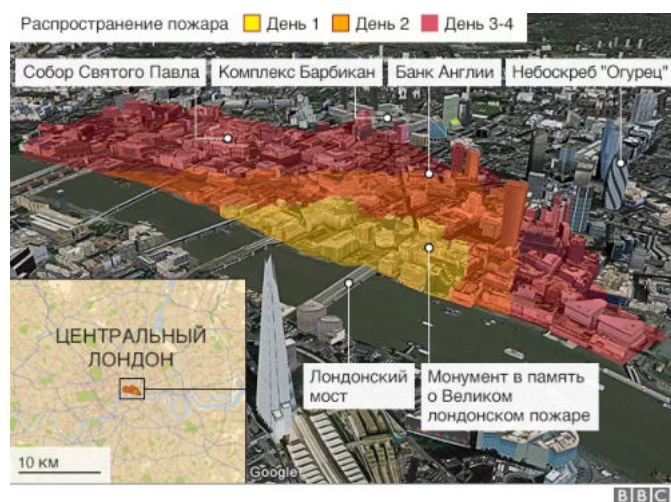 Распространение пожара День 1 День 2 День 3-4
Собор Святого Павла Комплекс Барбикан Банк Англии Небоскреб "Огурец"
ЦЕНТРАЛЬНЫЙ
ЛОНДОН
10 км
Лондонский
мост
Монумент в память
о Великом
лондонском пожаре
Google
BBC